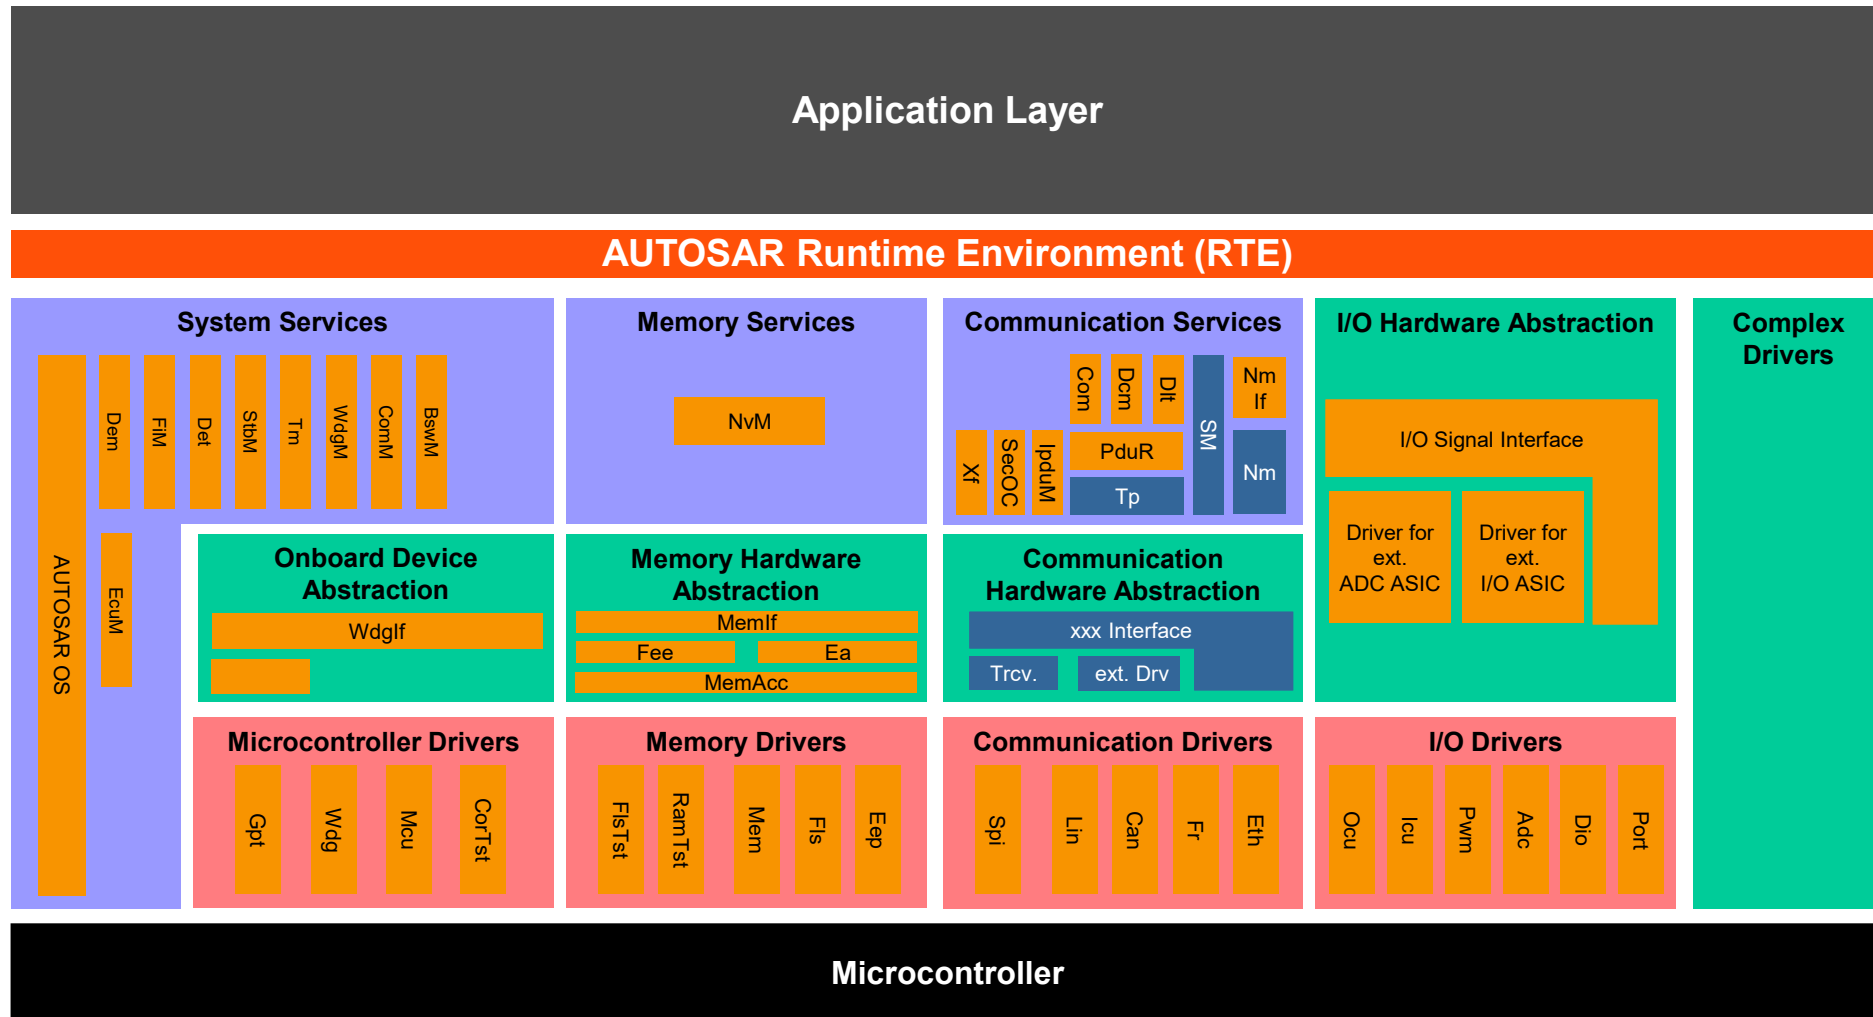 Application Layer
AUTOSAR Runtime Environment (RTE)
System Services
AUTOSAR OS
Dem
FiM
Det
StbM
Tm
WdgM
ComM
BswM
EcuM
Memory Services
NvM
Communication Services
Xf
SecOC
IpduM
Com
Dcm
Dlt
PduR
Tp
SM
Nm
If
Nm
I/O Hardware Abstraction
I/O Signal Interface
Driver for
ext.
ADC ASIC
Driver for
ext.
I/O ASIC
Complex
Drivers
Onboard Device
Abstraction
WdgIf
Memory Hardware
Abstraction
MemIf
Fee
Ea
MemAcc
Communication
Hardware Abstraction
xxx Interface
Trcv.
ext. Drv
Microcontroller Drivers
Gpt
Wdg
Mcu
CorTst
Memory Drivers
FlsTst
RamTst
Mem
Fls
Eep
Communication Drivers
Spi
Lin
Can
Fr
Eth
I/O Drivers
Ocu
Icu
Pwm
Adc
Dio
Port
Microcontroller